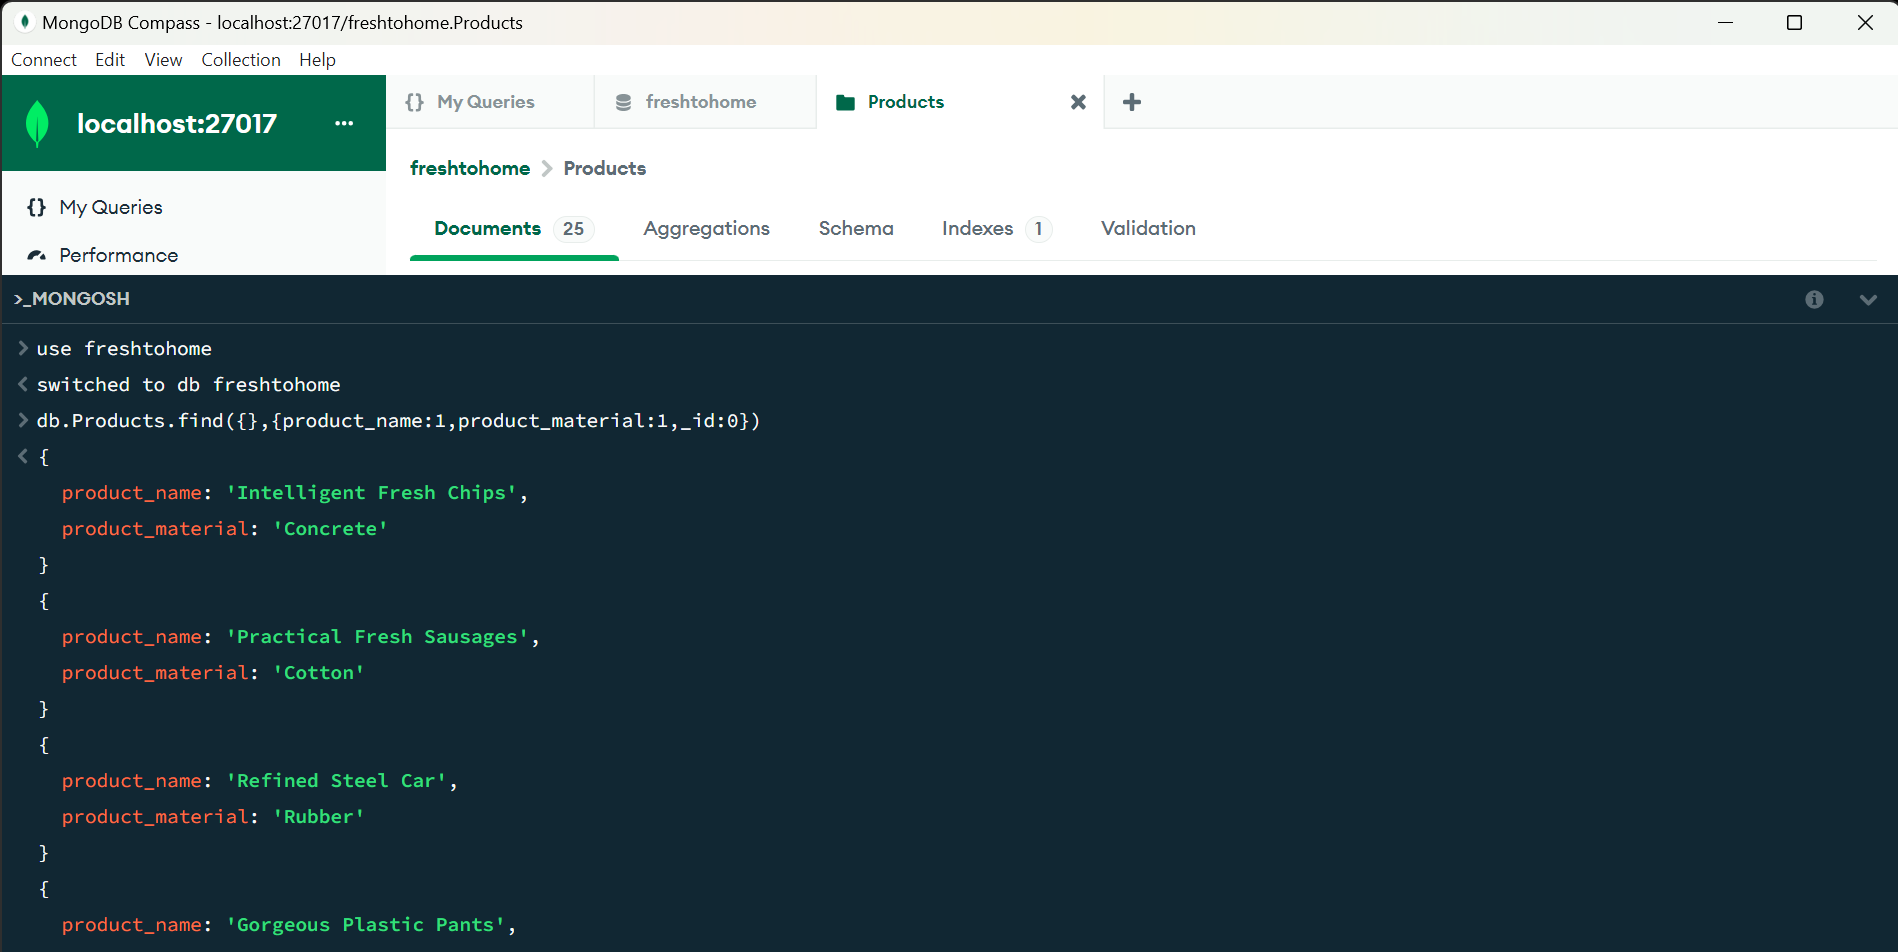 MongoDB Compass - localhost:27017/freshtohome.Products
Connect Edit View Collection Help
localhost:27017 ...
{} My Queries
freshtohome
Products
+
freshtohome > Products
{} My Queries
Performance
Documents 25 Aggregations Schema Indexes 1 Validation
>_MONGOSH
> use freshtohome
< switched to db freshtohome
> db.Products.find({},{product_name:1,product_material:1,_id:0})
< {
product_name: 'Intelligent Fresh Chips',
product_material: 'Concrete'
}
{
product_name: 'Practical Fresh Sausages',
product_material: 'Cotton'
}
{
product_name: 'Refined Steel Car',
product_material: 'Rubber'
}
{
product_name: 'Gorgeous Plastic Pants',